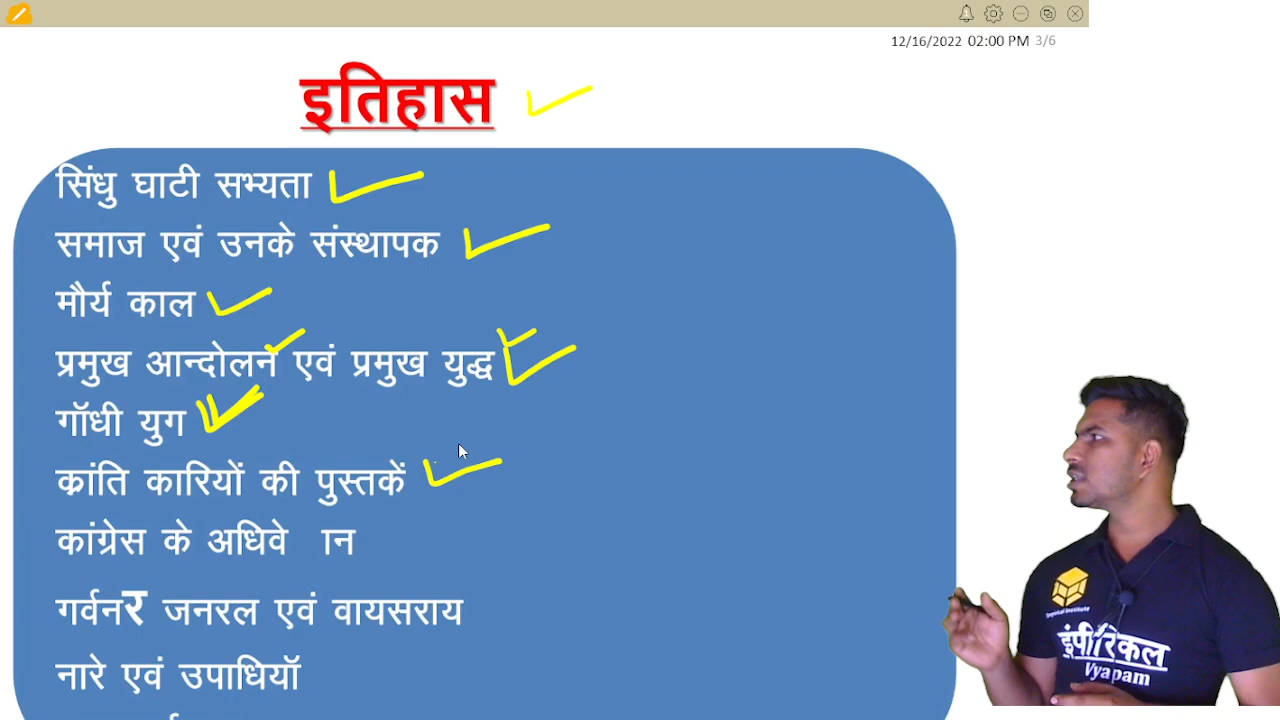 12/16/2022 02:00 PM 3/6
इतिहास
सिंधु घाटी सभ्यता
समाज एवं उनके संस्थापक
मौर्य काल
प्रमुख आन्दोलन एवं प्रमुख युद्ध
गॉधी युग
क्रांति कारियों की पुस्तकें
कांग्रेस के अधिवे ान
गर्वनर जनरल एवं वायसराय
नारे एवं उपाधियॉ
इंपीरिकल
Vyapam